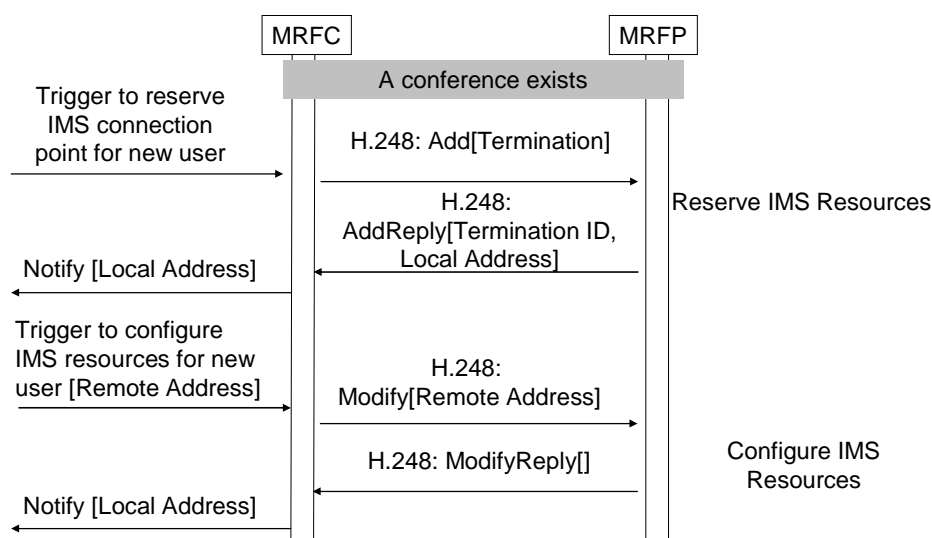 MRFC
MRFP
A conference exists
Trigger to reserve
IMS connection
point for new user
H.248: Add[Termination]
H.248:
AddReply[Termination ID,
Local Address]
Reserve IMS Resources
Notify [Local Address]
Trigger to configure
IMS resources for new
user [Remote Address]
H.248:
Modify[Remote Address]
H.248: ModifyReply[]
Configure IMS
Resources
Notify [Local Address]